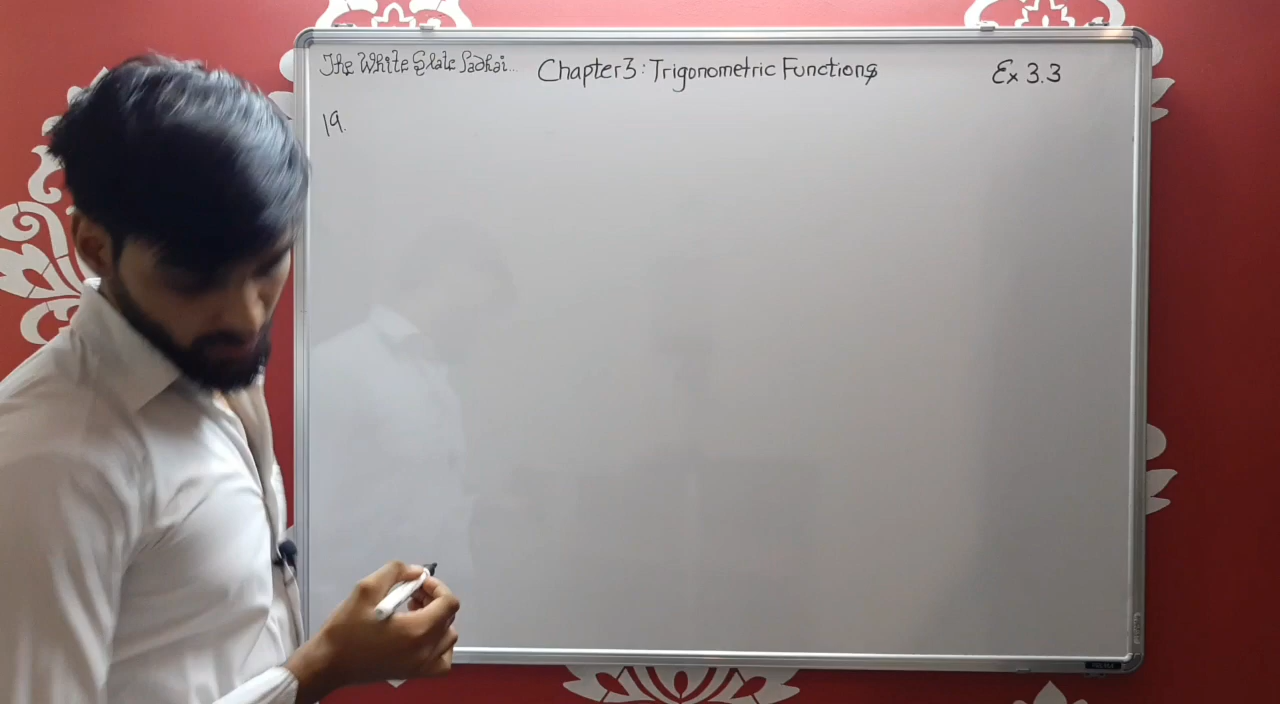 The White Slate Padhai... Chapter 3 : Trigonometric Functions Ex 3.3
19.